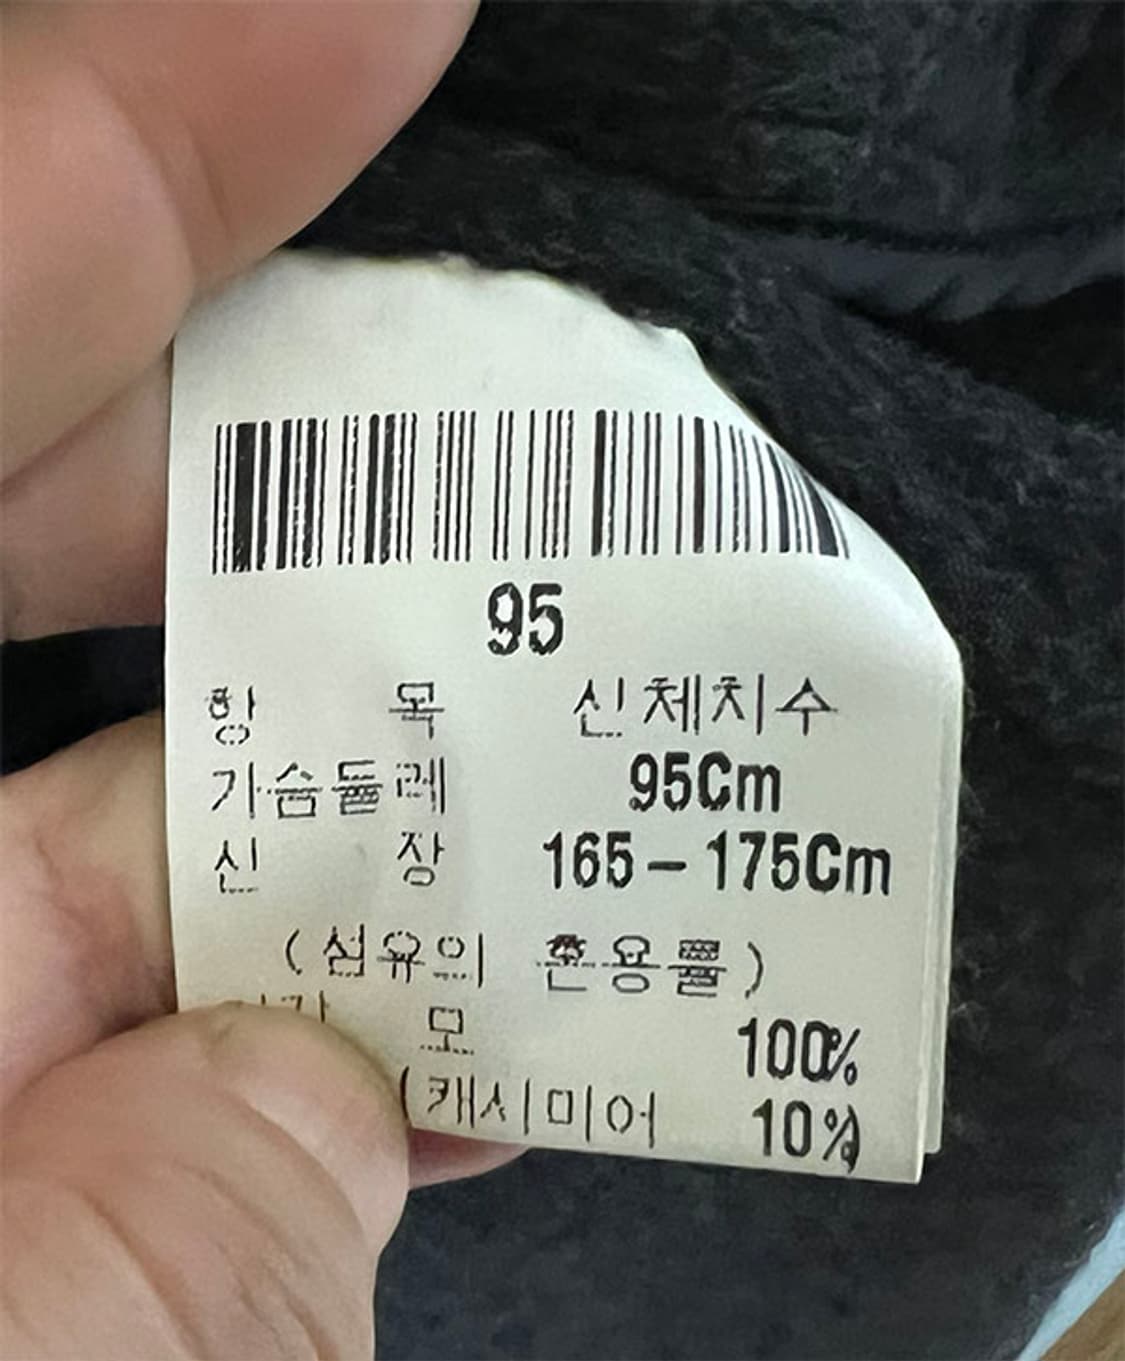 95
항 목 신체치수
가슴둘레 95Cm
신 장 165-175Cm
(섬유의 혼용률)
모 100%
(캐시미어 10%)